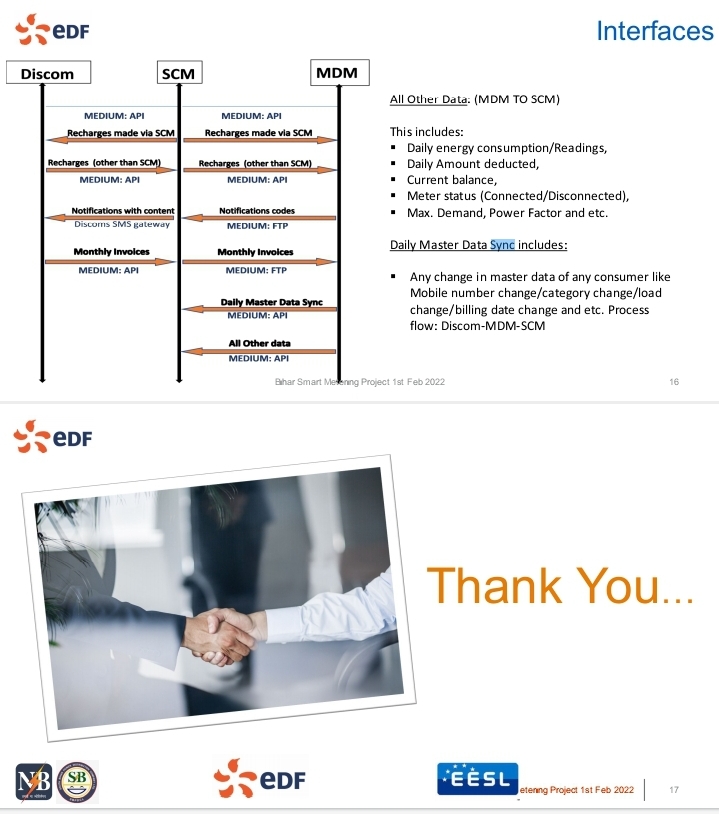 eDF
Interfaces
Discom
SCM
MDM
MEDIUM: API
MEDIUM: API
Recharges made via SCM
Recharges made via SCM
Recharges (other than SCM)
Recharges (other than SCM)
MEDIUM: API
MEDIUM: API
Notifications with content
Notifications codes
Discoms SMS gateway
MEDIUM: FTP
Monthly Invoices
Monthly Invoices
MEDIUM: API
MEDIUM: FTP
Daily Master Data Sync
MEDIUM: API
All Other data
MEDIUM: API
All Other Data: (MDM TO SCM)
This includes:
▪ Daily energy consumption/Readings,
▪ Daily Amount deducted,
▪ Current balance,
▪ Meter status (Connected/Disconnected),
▪ Max. Demand, Power Factor and etc.
Daily Master Data Sync includes:
▪ Any change in master data of any consumer like
Mobile number change/category change/load
change/billing date change and etc. Process
flow: Discom-MDM-SCM
Bihar Smart Metering Project 1st Feb 2022
16
eDF
Thank You...
NB
SB
eDF
EESL
etering Project 1st Feb 2022
17